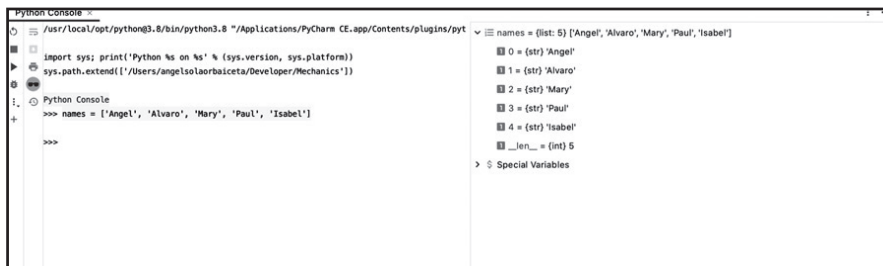 Python Console ×
/usr/local/opt/python@3.8/bin/python3.8 "/Applications/PyCharm CE.app/Contents/plugins/pyt
import sys; print('Python %s on %s' % (sys.version, sys.platform))
sys.path.extend(['/Users/angelsolaorbaiceta/Developer/Mechanics'])
Python Console
>>> names = ['Angel', 'Alvaro', 'Mary', 'Paul', 'Isabel']
>>>
names = {list: 5} ['Angel', 'Alvaro', 'Mary', 'Paul', 'Isabel']
0 = {str} 'Angel'
1 = {str} 'Alvaro'
2 = {str} 'Mary'
3 = {str} 'Paul'
4 = {str} 'Isabel'
__len__ = {int} 5
Special Variables